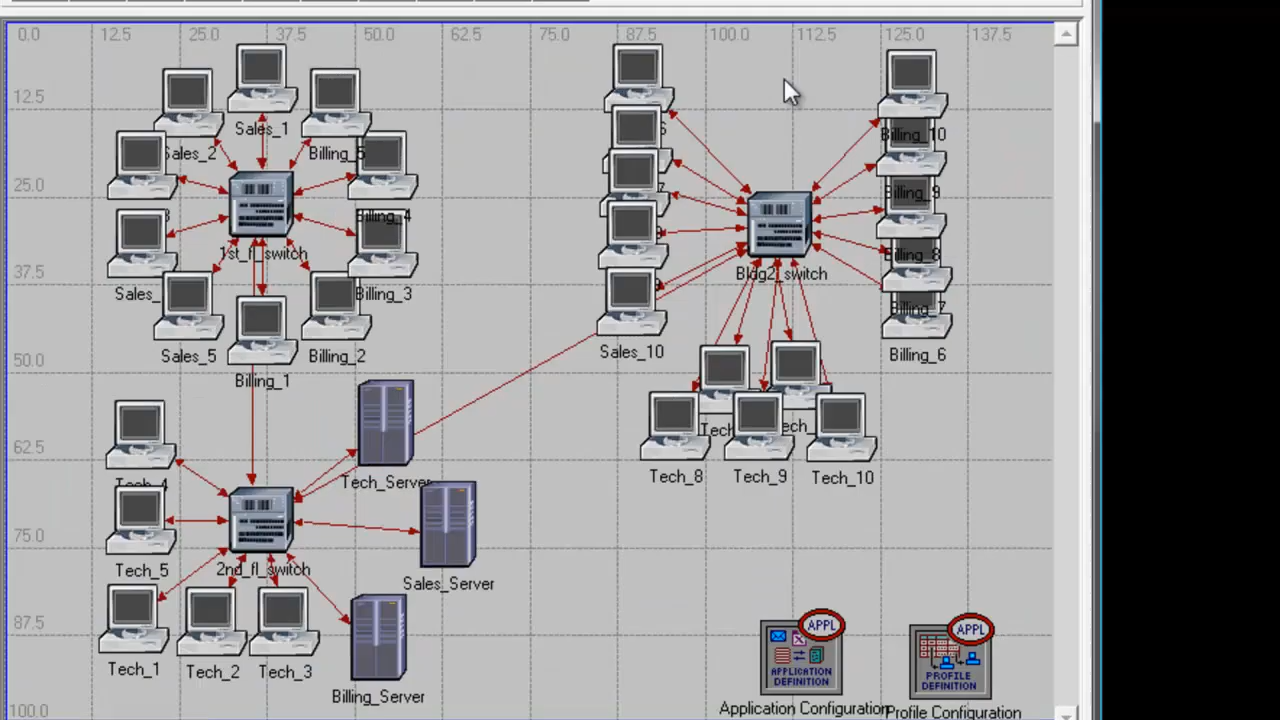 0.0 12.5 25.0 37.5 50.0 62.5 75.0 87.5 100.0 112.5 125.0 137.5
12.5
25.0
37.5
50.0
62.5
75.0
87.5
100.0
Sales_1
Sales_2
Billing_5
Billing_4
1st_fl_switch
Sales_
Billing_3
Sales_5
Billing_2
Billing_1
Billing_10
Billing_9
Billing_8
Billing_7
Billing_6
Bldg2_switch
Sales_10
Tech
Tech_
Tech_8
Tech_9
Tech_10
Tech_Server
Tech_4
Tech_5
2nd_fl_switch
Sales_Server
Tech_1
Tech_2
Tech_3
Billing_Server
APPL
APPLICATION
DEFINITION
Application Configuration
APPL
PROFILE
DEFINITION
Profile Configuration